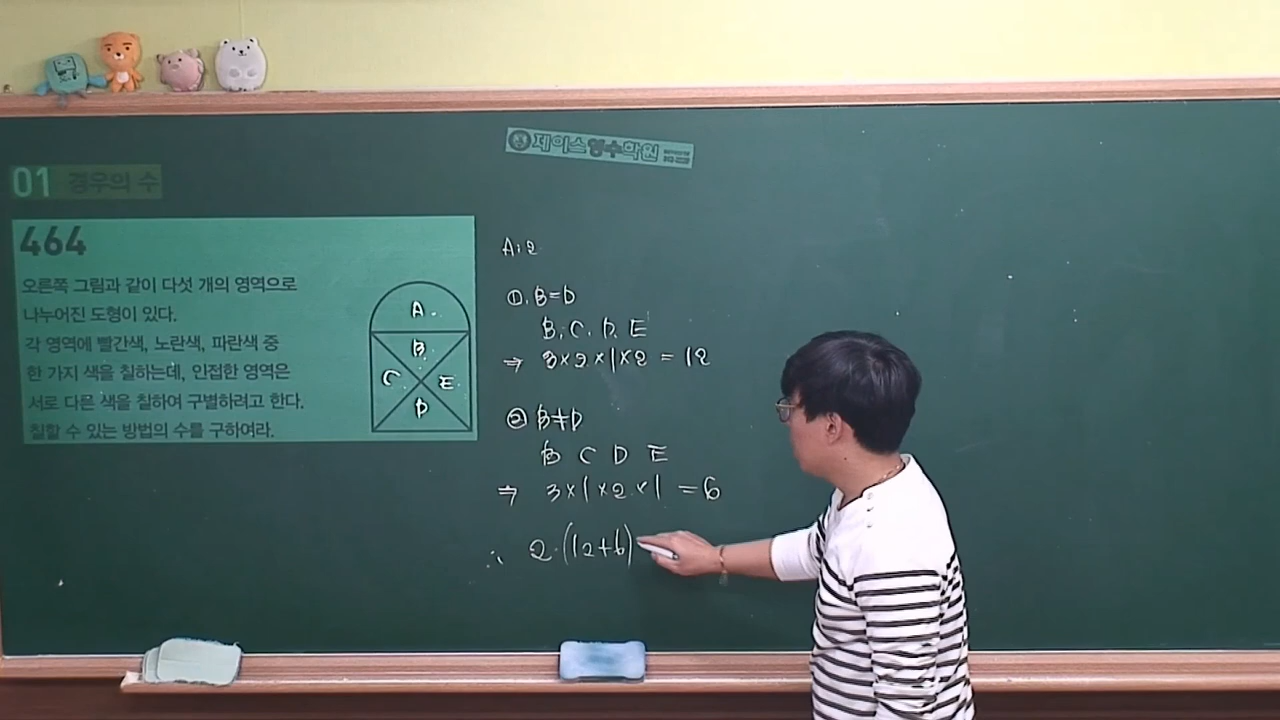 제이스영수학원
01 경우의 수
464
오른쪽 그림과 같이 다섯 개의 영역으로
나누어진 도형이 있다.
각 영역에 빨간색, 노란색, 파란색 중
한 가지 색을 칠하는데, 인접한 영역은
서로 다른 색을 칠하여 구별하려고 한다.
칠할 수 있는 방법의 수를 구하여라.
A
B
C E
D
A:2
①. B=D
B. C. D. E
⇒ 3×2×1×2 = 12
② B≠D
B C D E
⇒ 3×1×2×1 = 6
∴ 2·(12+6)